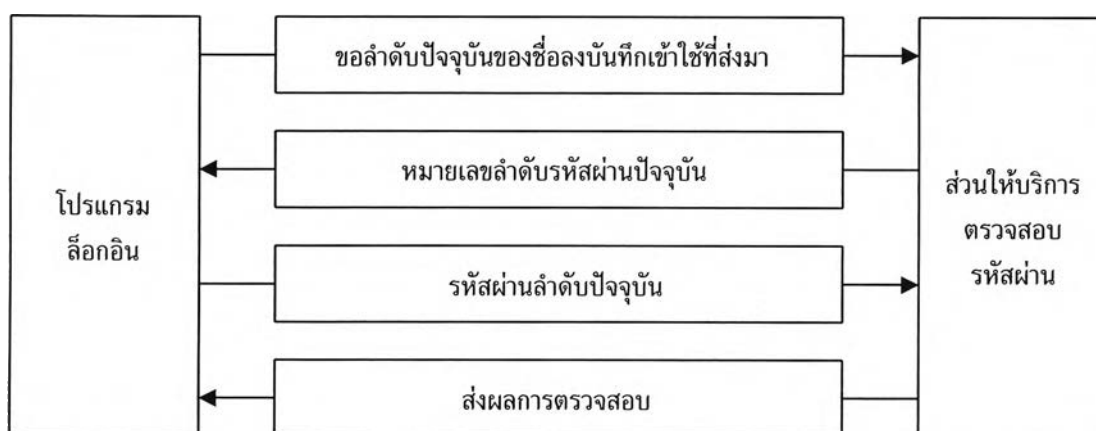 ขอลำดับปัจจุบันของชื่อลงบันทึกเข้าใช้ที่ส่งมา
หมายเลขลำดับรหัสผ่านปัจจุบัน
โปรแกรม
ล็อกอิน
ส่วนให้บริการ
ตรวจสอบ
รหัสผ่าน
รหัสผ่านลำดับปัจจุบัน
ส่งผลการตรวจสอบ